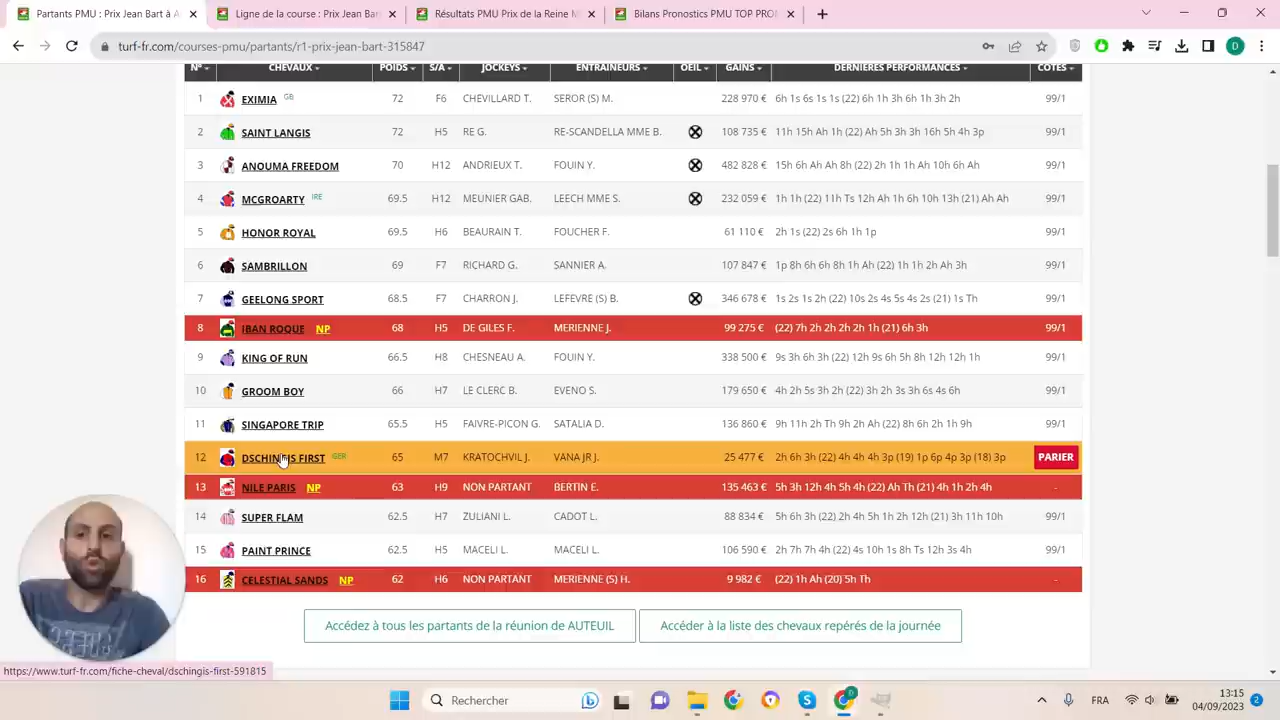 Partants PMU : Prix Jean Bart à A
Ligne de la course : Prix Jean Bar
Résultats PMU Prix de la Reine M
Bilans Pronostics PMU TOP PRO
turf-fr.com/courses-pmu/partants/r1-prix-jean-bart-315847
N° CHEVAUX POIDS S/A JOCKEYS ENTRAÎNEURS OEIL GAINS DERNIÈRES PERFORMANCES COTES
1 EXIMIA GB 72 F6 CHEVILLARD T. SEROR (S) M. 228 970 € 6h 1s 6s 1s 1s (22) 6h 1h 3h 6h 1h 3h 2h 99/1
2 SAINT LANGIS 72 H5 RE G. RE-SCANDELLA MME B. 108 735 € 11h 15h Ah 1h (22) Ah 5h 3h 3h 16h 5h 4h 3p 99/1
3 ANOUMA FREEDOM 70 H12 ANDRIEUX T. FOUIN Y. 482 828 € 15h 6h Ah Ah 8h (22) 2h 1h 1h Ah 10h 6h Ah 99/1
4 MCGROARTY IRE 69.5 H12 MEUNIER GAB. LEECH MME S. 232 059 € 1h 1h (22) 11h Ts 12h Ah 1h 6h 10h 13h (21) Ah Ah 99/1
5 HONOR ROYAL 69.5 H6 BEAURAIN T. FOUCHER F. 61 110 € 2h 1s (22) 2s 6h 1h 1p 99/1
6 SAMBRILLON 69 F7 RICHARD G. SANNIER A. 107 847 € 1p 8h 6h 6h 8h 1h Ah (22) 1h 1h 2h Ah 3h 99/1
7 GEELONG SPORT 68.5 F7 CHARRON J. LEFEVRE (S) B. 346 678 € 1s 2s 1s 2h (22) 10s 2s 4s 5s 4s 2s (21) 1s Th 99/1
8 IBAN ROQUE NP 68 H5 DE GILES F. MERIENNE J. 99 275 € (22) 7h 2h 2h 2h 2h 1h (21) 6h 3h 99/1
9 KING OF RUN 66.5 H8 CHESNEAU A. FOUIN Y. 338 500 € 9s 3h 6h 3h (22) 12h 9s 6h 5h 8h 12h 12h 1h 99/1
10 GROOM BOY 66 H7 LE CLERC B. EVENO S. 179 650 € 4h 2h 5s 3h 2h (22) 3h 2h 3s 3h 6s 4s 6h 99/1
11 SINGAPORE TRIP 65.5 H5 FAIVRE-PICON G. SATALIA D. 136 860 € 9h 11h 2h Th 9h 2h Ah (22) 8h 6h 2h 1h 9h 99/1
12 DSCHINGIS FIRST GER 65 M7 KRATOCHVIL J. VANA JR J. 25 477 € 2h 6h 3h (22) 4h 4h 4h 3p (19) 1p 6p 4p 3p (18) 3p PARIER
13 NILE PARIS NP 63 H9 NON PARTANT BERTIN E. 135 463 € 5h 3h 12h 4h 5h 4h (22) Ah Th (21) 4h 1h 2h 4h -
14 SUPER FLAM 62.5 H7 ZULIANI L. CADOT L. 88 834 € 5h 6h 3h (22) 2h 4h 5h 1h 2h 12h (21) 3h 11h 10h 99/1
15 PAINT PRINCE 62.5 H5 MACELI L. MACELI L. 106 590 € 2h 7h 7h 4h (22) 4s 10h 1s 8h Ts 12h 3s 4h 99/1
16 CELESTIAL SANDS NP 62 H6 NON PARTANT MERIENNE (S) H. 9 982 € (22) 1h Ah (20) 5h Th -
Accédez à tous les partants de la réunion de AUTEUIL
Accéder à la liste des chevaux repérés de la journée
https://www.turf-fr.com/fiche-cheval/dschingis-first-591815
Rechercher
FRA
13:15
04/09/2023
2